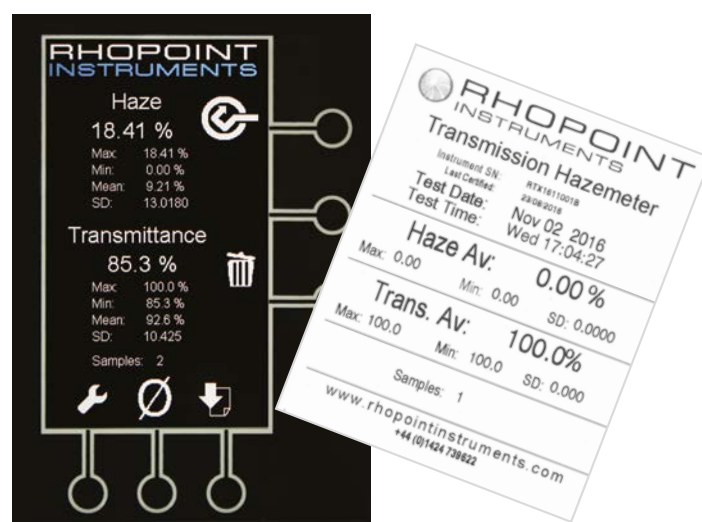 RHOPOINT
INSTRUMENTS
Haze
18.41 %
Max: 18.41 %
Min: 0.00 %
Mean: 9.21 %
SD: 13.0180
Transmittance
85.3 %
Max: 100.0 %
Min: 85.3 %
Mean: 92.6 %
SD: 10.425
Samples: 2
RHOPOINT
INSTRUMENTS
Transmission Hazemeter
Instrument SN: RTX1611001B
Last Certified: 23/08/2016
Test Date: Nov 02 2016
Test Time: Wed 17:04:27
Haze Av: 0.00 %
Max: 0.00 Min: 0.00 SD: 0.0000
Trans. Av: 100.0%
Max: 100.0 Min: 100.0 SD: 0.000
Samples: 1
www.rhopointinstruments.com
+44 (0)1424 739622